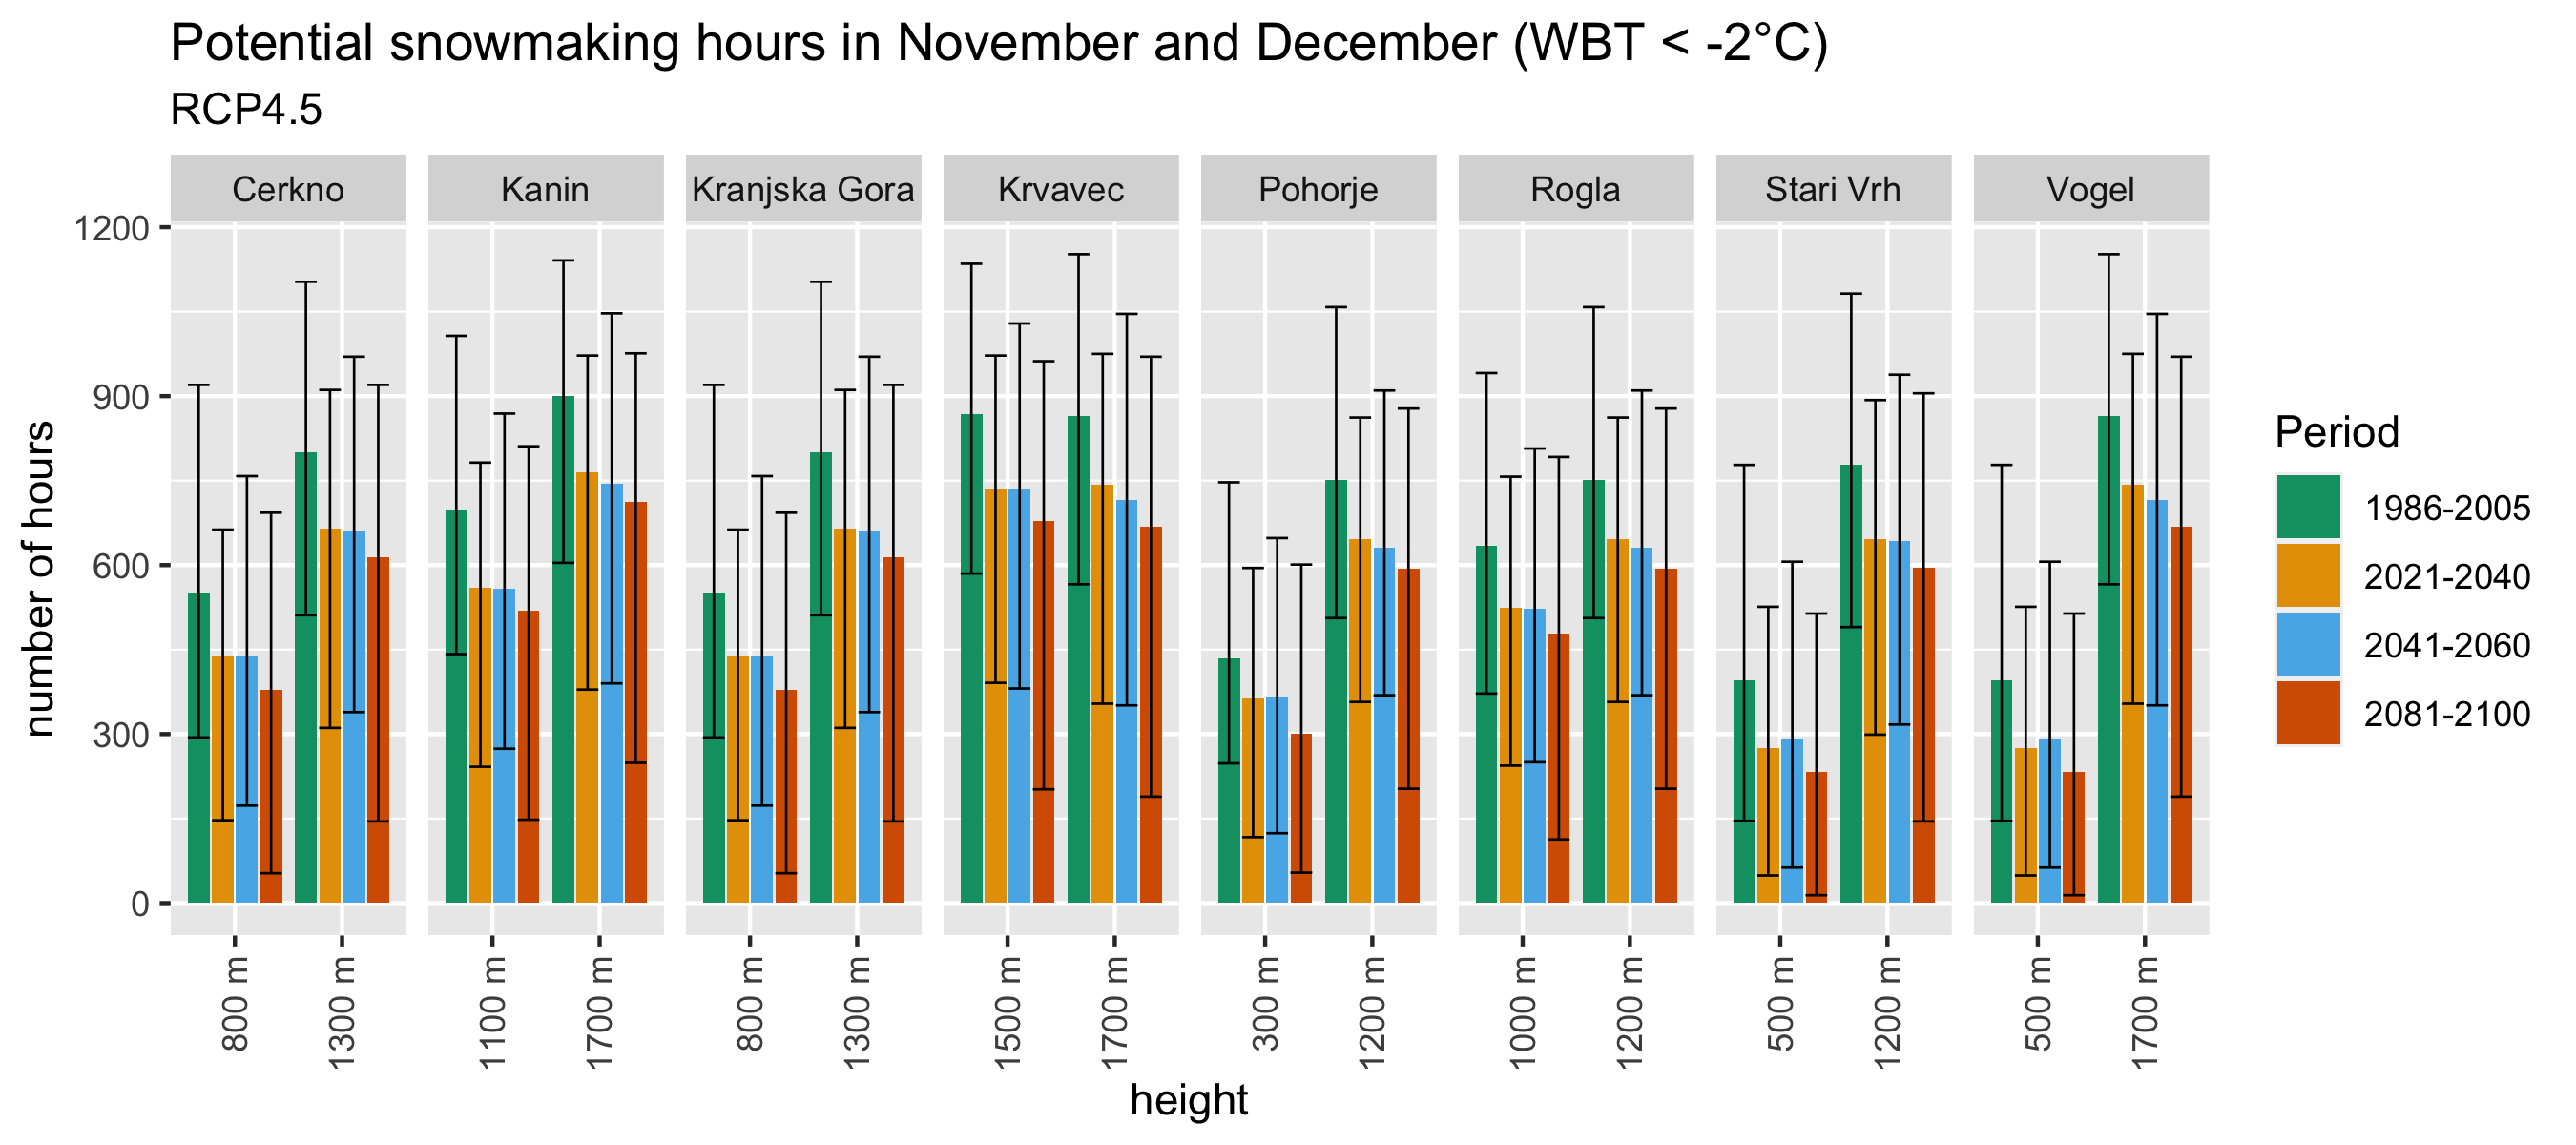 Potential snowmaking hours in November and December (WBT < -2°C)
RCP4.5
Cerkno Kanin Kranjska Gora Krvavec Pohorje Rogla Stari Vrh Vogel
1200
900
600
300
0
number of hours
800 m 1300 m 1100 m 1700 m 800 m 1300 m 1500 m 1700 m 300 m 1200 m 1000 m 1200 m 500 m 1200 m 500 m 1700 m
height
Period
1986-2005
2021-2040
2041-2060
2081-2100